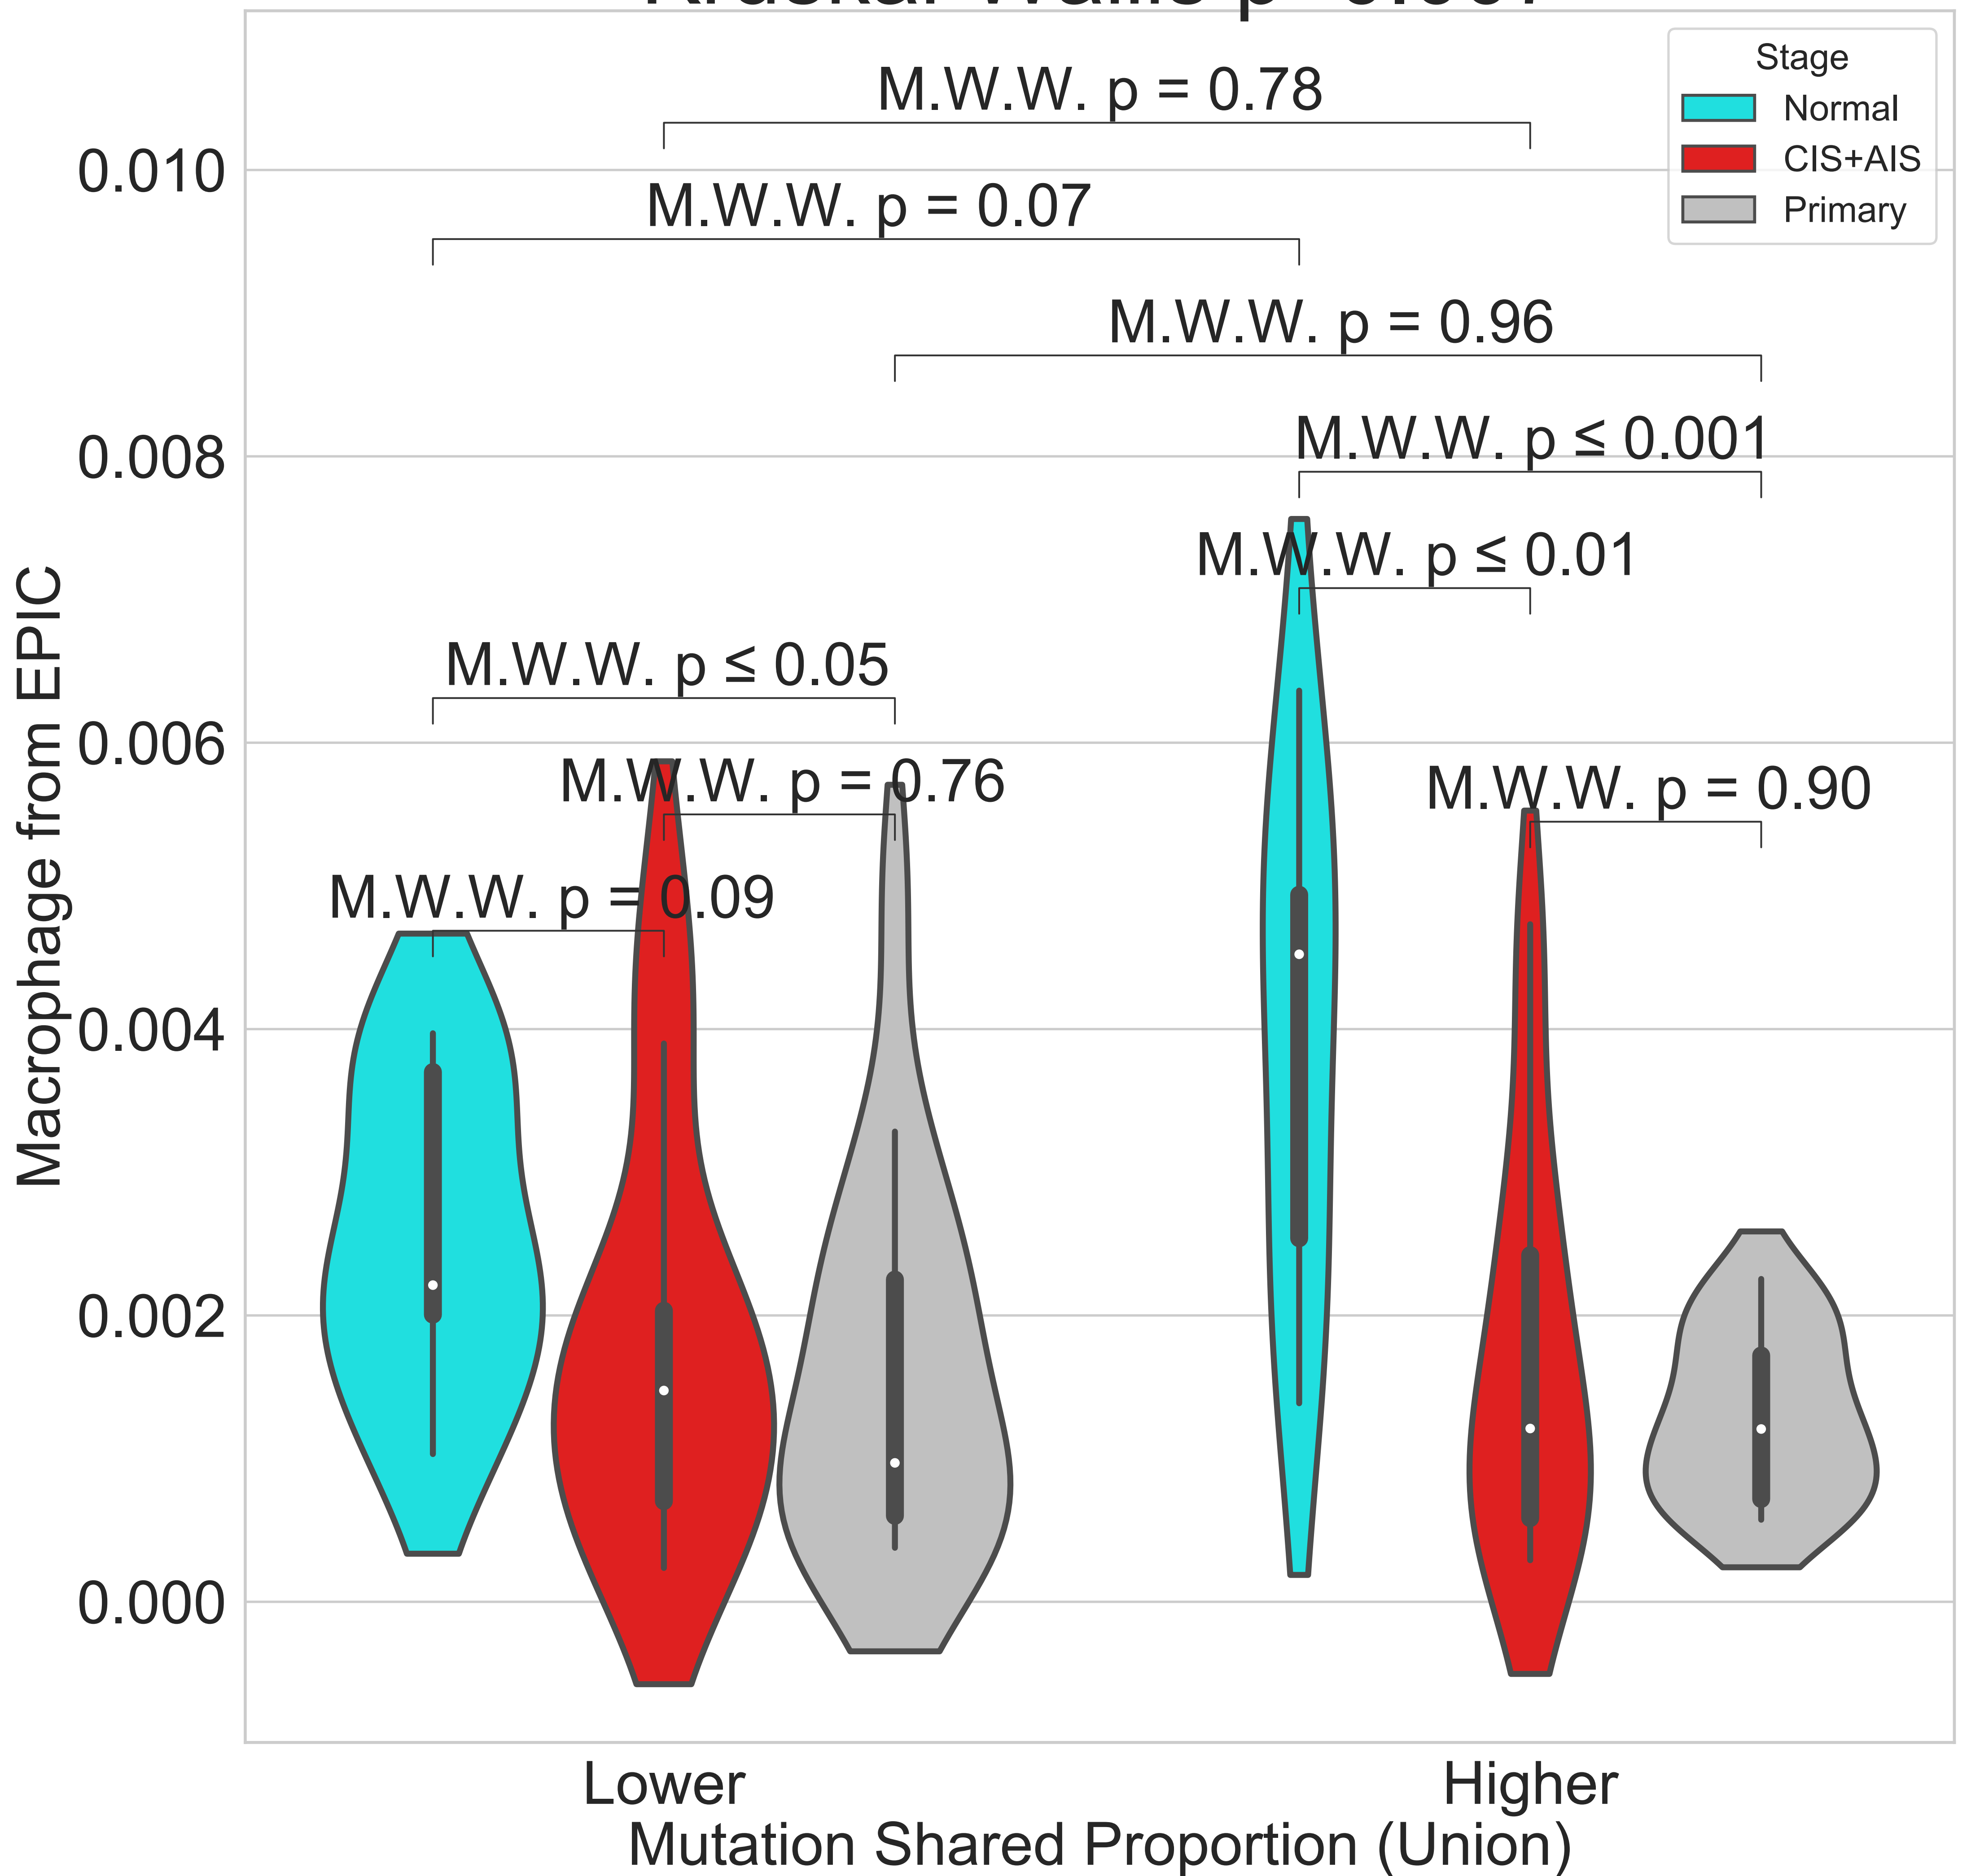 Stage
Normal
CIS+AIS
Primary
M.W.W. p = 0.78
M.W.W. p = 0.07
M.W.W. p = 0.96
M.W.W. p ≤ 0.001
M.W.W. p ≤ 0.01
M.W.W. p ≤ 0.05
M.W.W. p = 0.76
M.W.W. p = 0.90
M.W.W. p = 0.09
0.010
0.008
0.006
0.004
0.002
0.000
Macrophage from EPIC
Lower
Higher
Mutation Shared Proportion (Union)